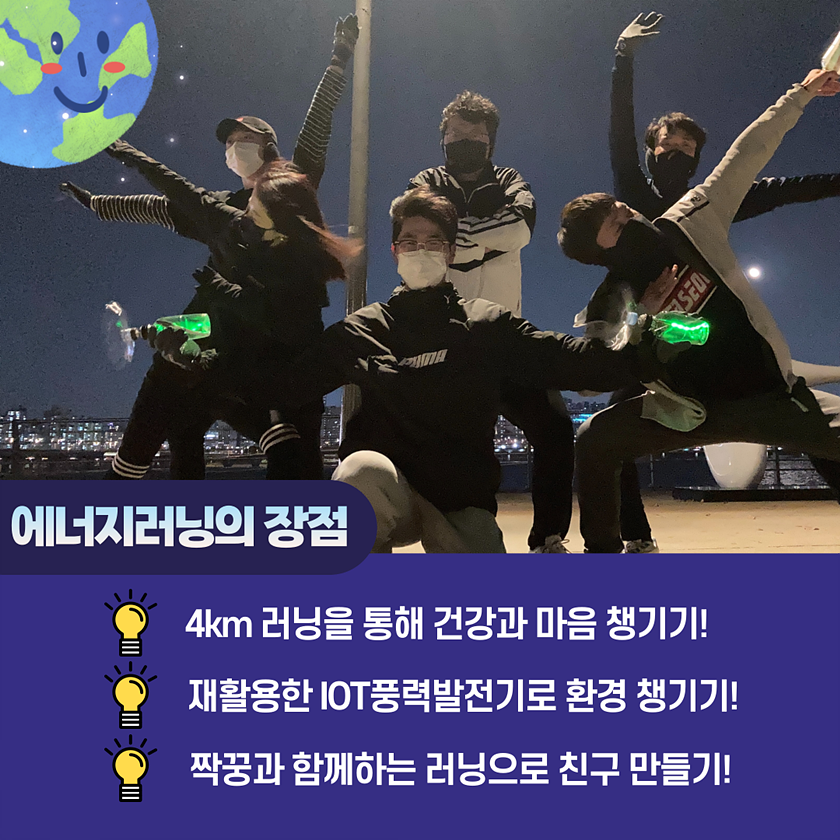 PUMA
에너지러닝의 장점
4km 러닝을 통해 건강과 마음 챙기기!
재활용한 IOT풍력발전기로 환경 챙기기!
짝꿍과 함께하는 러닝으로 친구 만들기!